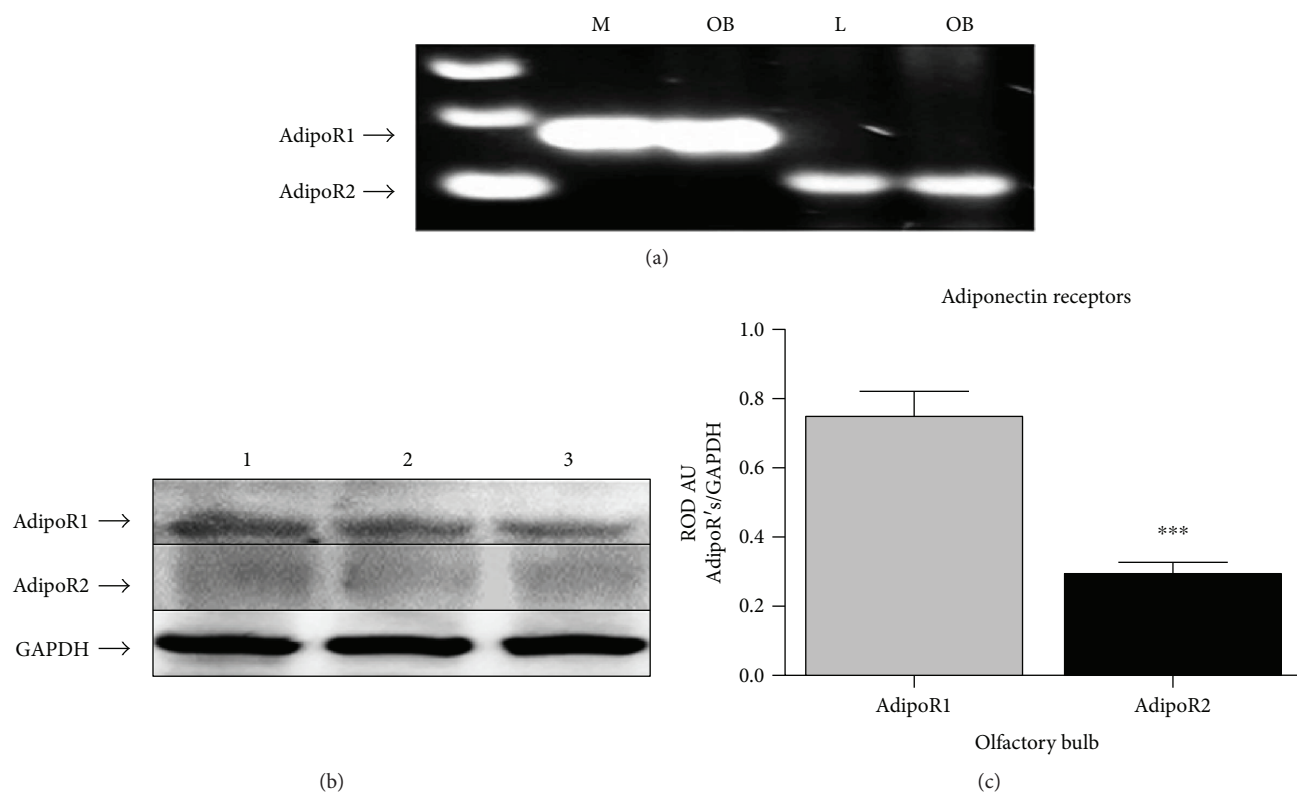 M OB L OB
AdipoR1 →
AdipoR2 →
(a)
1 2 3
AdipoR1 →
AdipoR2 →
GAPDH →
(b)
Adiponectin receptors
1.0
0.8
0.6
0.4
0.2
0.0
ROD AU
AdipoR′s/GAPDH
***
AdipoR1 AdipoR2
Olfactory bulb
(c)